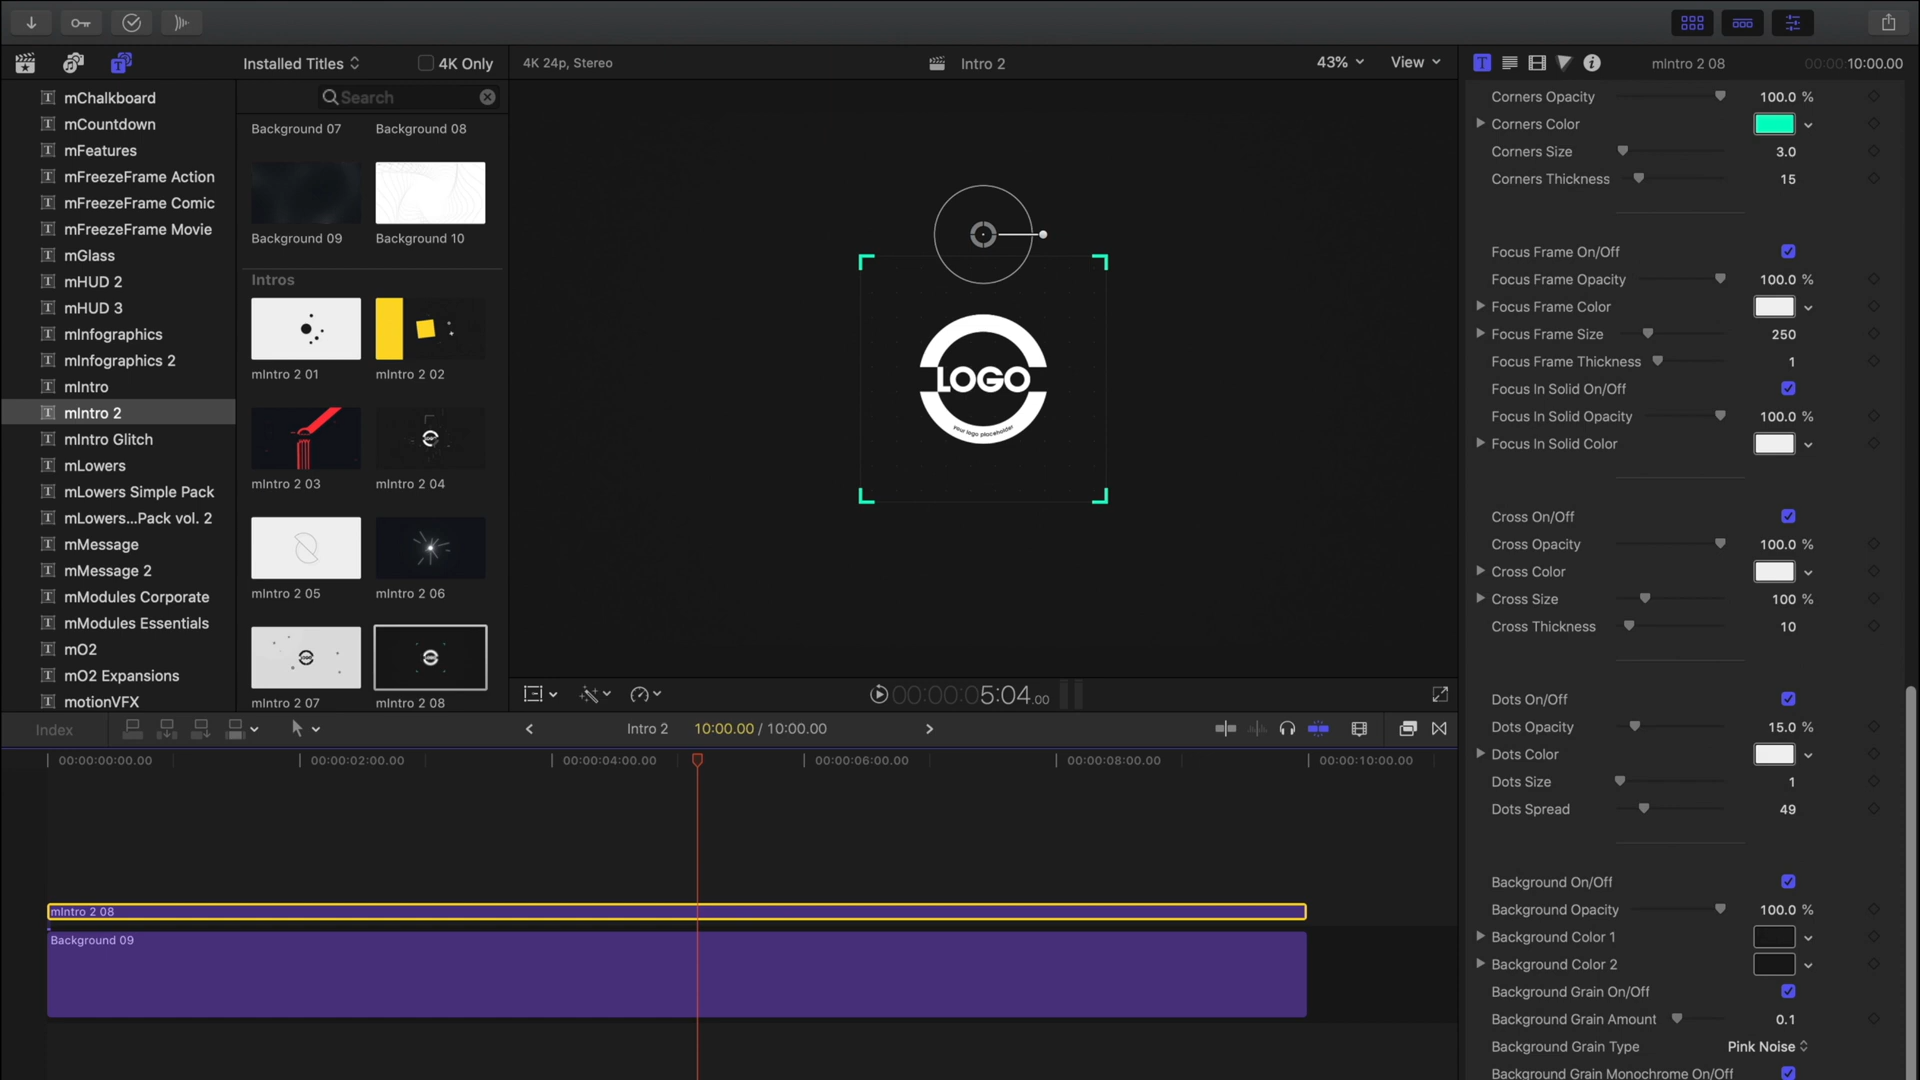 Installed Titles
4K Only
4K 24p, Stereo
Intro 2
43%
View
mIntro 2 08
00:00:10:00.00
Search
mChalkboard
mCountdown
mFeatures
mFreezeFrame Action
mFreezeFrame Comic
mFreezeFrame Movie
mGlass
mHUD 2
mHUD 3
mInfographics
mInfographics 2
mIntro
mIntro 2
mIntro Glitch
mLowers
mLowers Simple Pack
mLowers...Pack vol. 2
mMessage
mMessage 2
mModules Corporate
mModules Essentials
mO2
mO2 Expansions
motionVFX
Background 07
Background 08
Background 09
Background 10
Intros
mIntro 2 01
mIntro 2 02
mIntro 2 03
mIntro 2 04
mIntro 2 05
mIntro 2 06
mIntro 2 07
mIntro 2 08
LOGO
your logo placeholder
00:00:05:04.00
Corners Opacity 100.0 %
Corners Color
Corners Size 3.0
Corners Thickness 15
Focus Frame On/Off
Focus Frame Opacity 100.0 %
Focus Frame Color
Focus Frame Size 250
Focus Frame Thickness 1
Focus In Solid On/Off
Focus In Solid Opacity 100.0 %
Focus In Solid Color
Cross On/Off
Cross Opacity 100.0 %
Cross Color
Cross Size 100 %
Cross Thickness 10
Dots On/Off
Dots Opacity 15.0 %
Dots Color
Dots Size 1
Dots Spread 49
Background On/Off
Background Opacity 100.0 %
Background Color 1
Background Color 2
Background Grain On/Off
Background Grain Amount 0.1
Background Grain Type Pink Noise
Background Grain Monochrome On/Off
Index
Intro 2
10:00.00 / 10:00.00
00:00:00:00.00
00:00:02:00.00
00:00:04:00.00
00:00:06:00.00
00:00:08:00.00
00:00:10:00.00
mIntro 2 08
Background 09